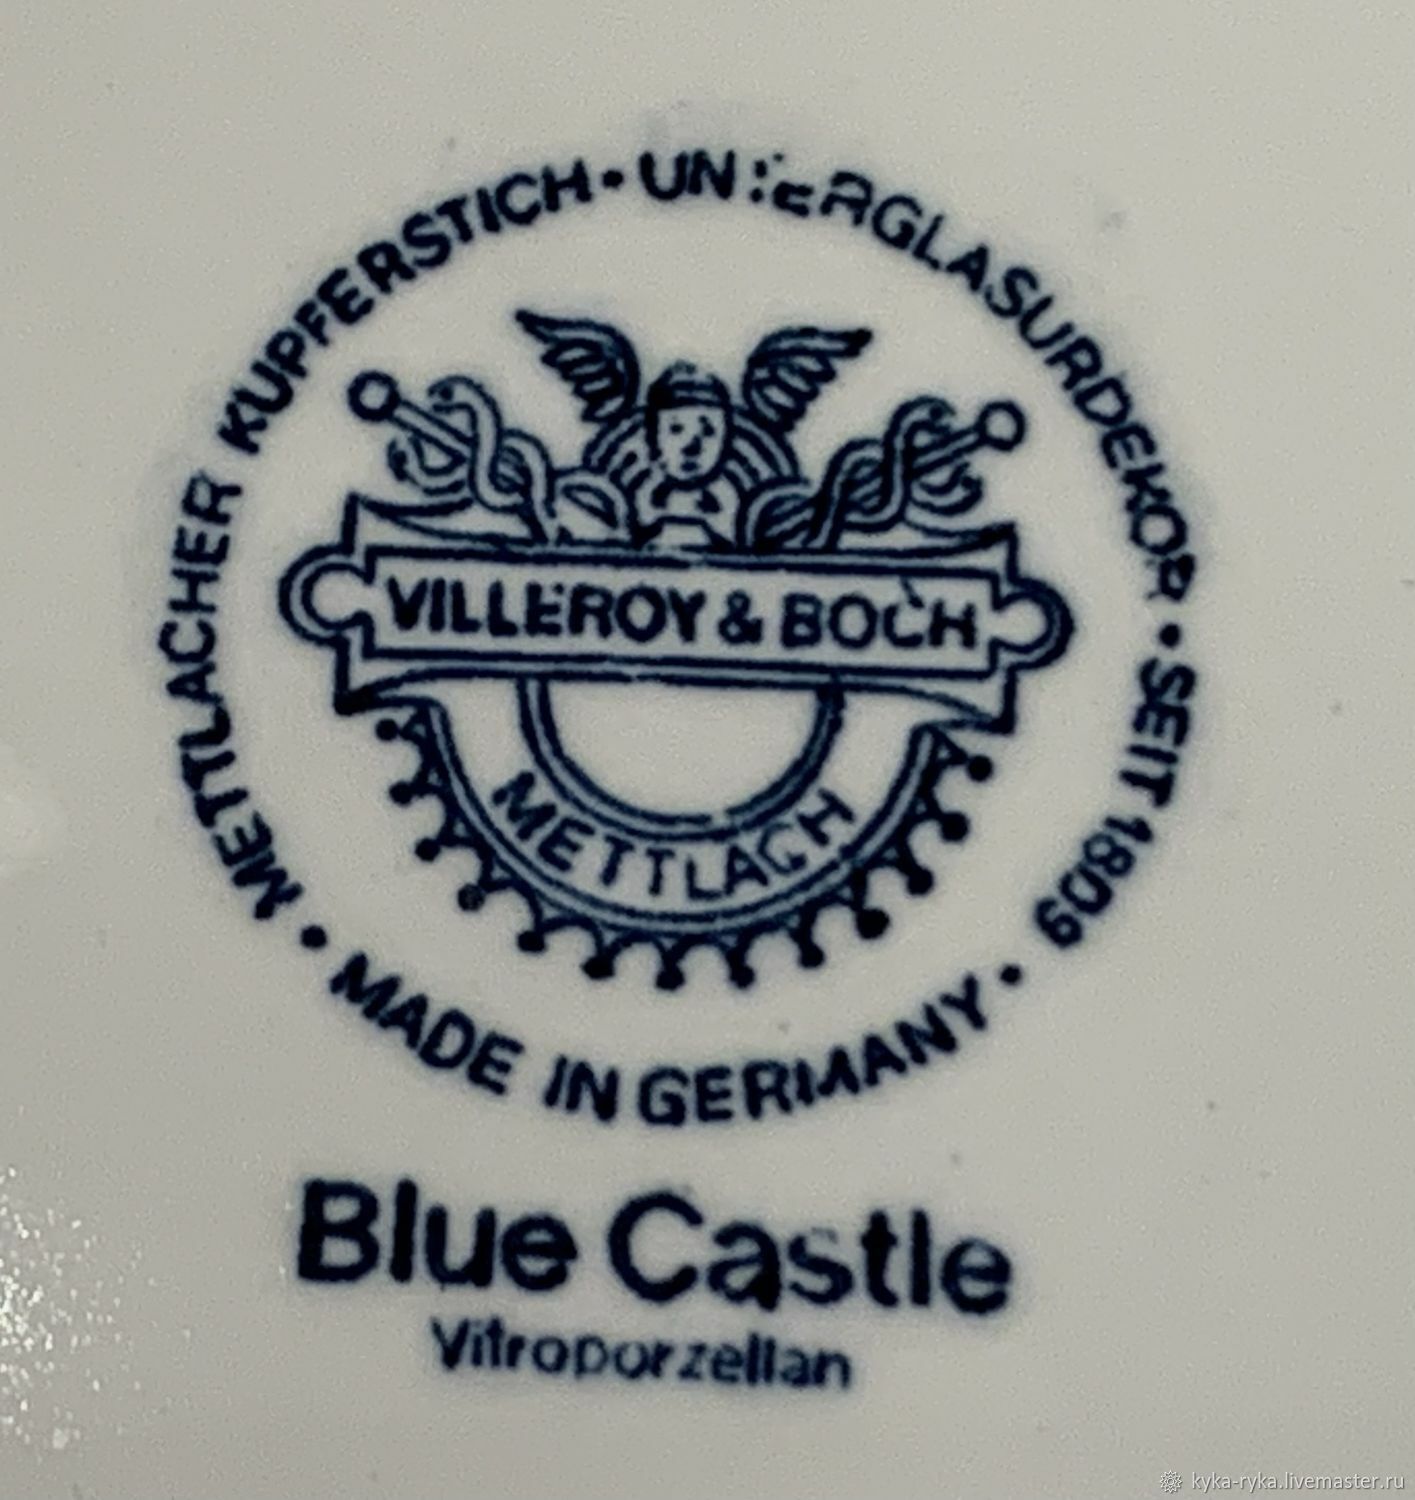 METTLACHER KUPFERSTICH · UNTERGLASURDEKOR · SEIT 1809 ·
VILLEROY & BOCH
METTLACH
· MADE IN GERMANY ·
Blue Castle
Vitroporzellan
kyka-ryka.livemaster.ru